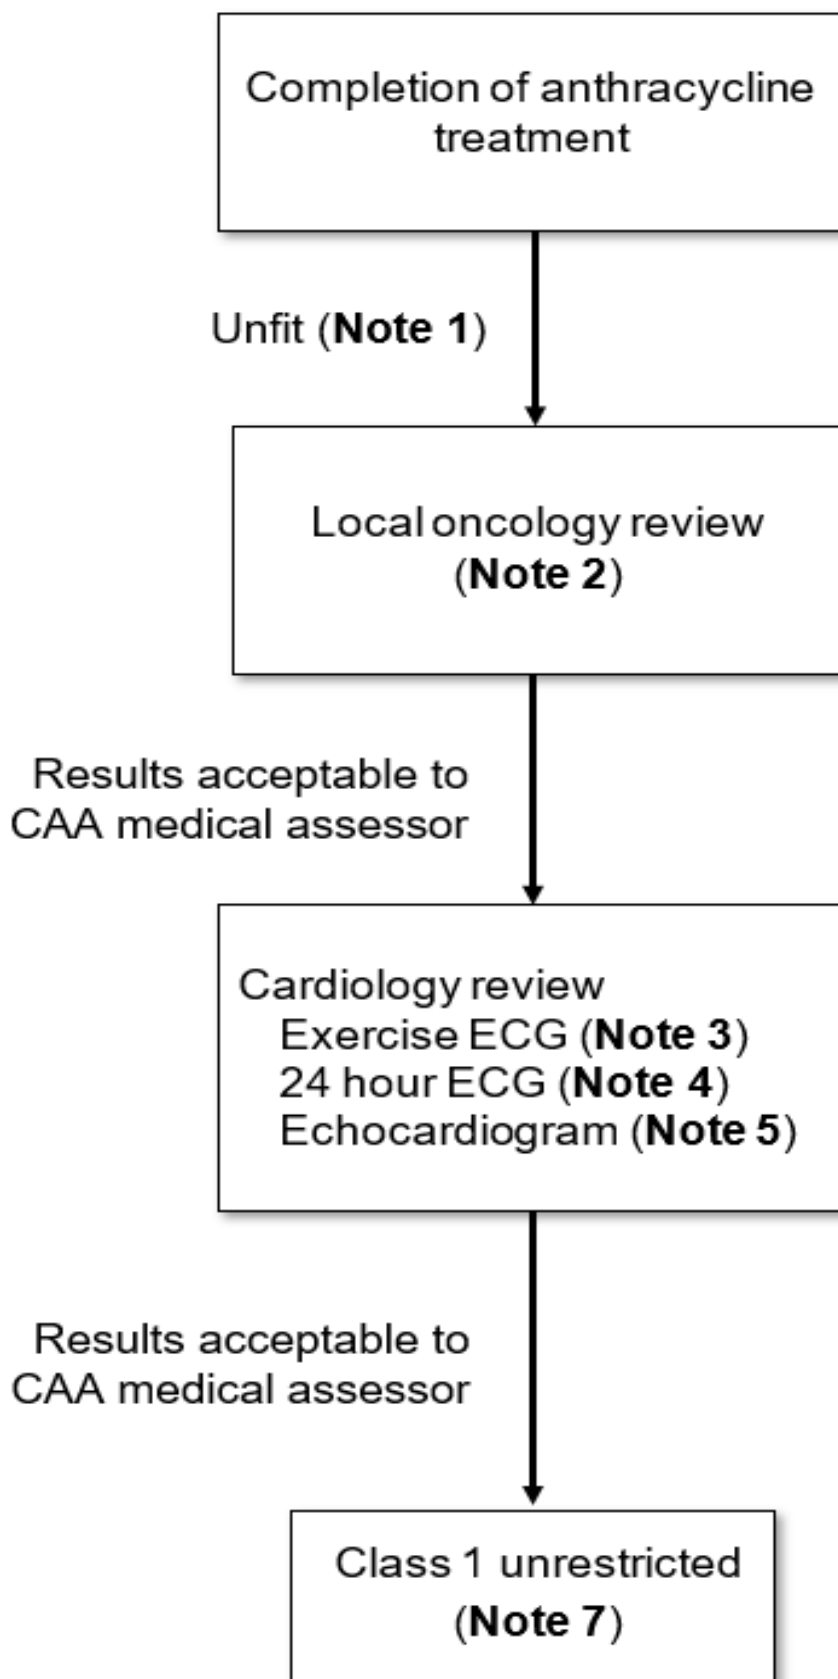 Completion of anthracycline
treatment
Unfit (Note 1)
Local oncology review
(Note 2)
Results acceptable to
CAA medical assessor
Cardiology review
Exercise ECG (Note 3)
24 hour ECG (Note 4)
Echocardiogram (Note 5)
Results acceptable to
CAA medical assessor
Class 1 unrestricted
(Note 7)